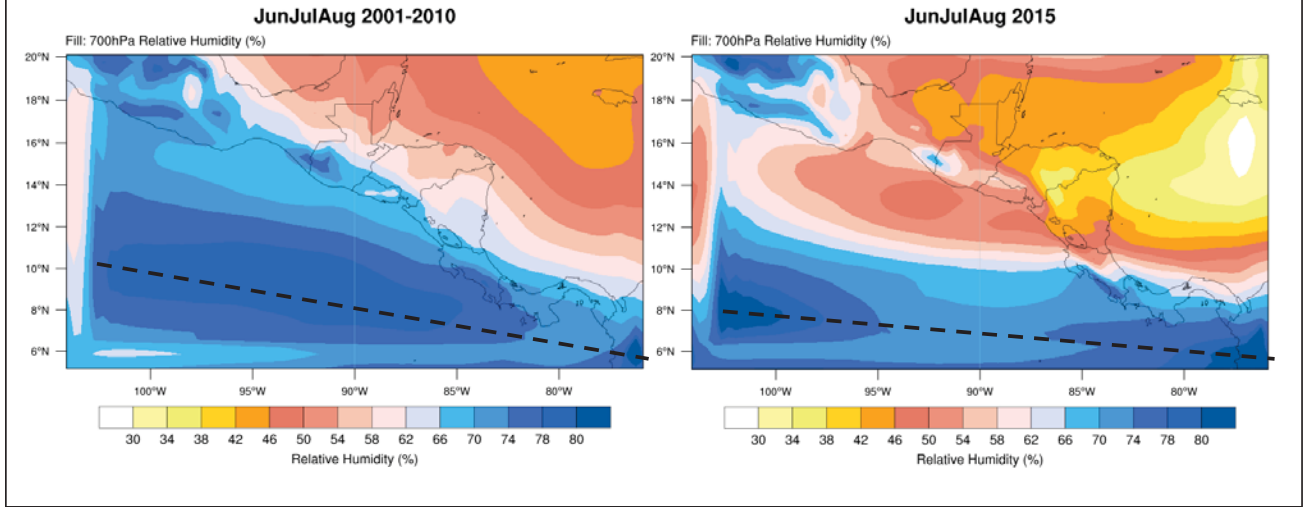 JunJulAug 2001-2010
Fill: 700hPa Relative Humidity (%)
20°N
18°N
16°N
14°N
12°N
10°N
8°N
6°N
100°W 95°W 90°W 85°W 80°W
30 34 38 42 46 50 54 58 62 66 70 74 78 80
Relative Humidity (%)
JunJulAug 2015
Fill: 700hPa Relative Humidity (%)
20°N
18°N
16°N
14°N
12°N
10°N
8°N
6°N
100°W 95°W 90°W 85°W 80°W
30 34 38 42 46 50 54 58 62 66 70 74 78 80
Relative Humidity (%)